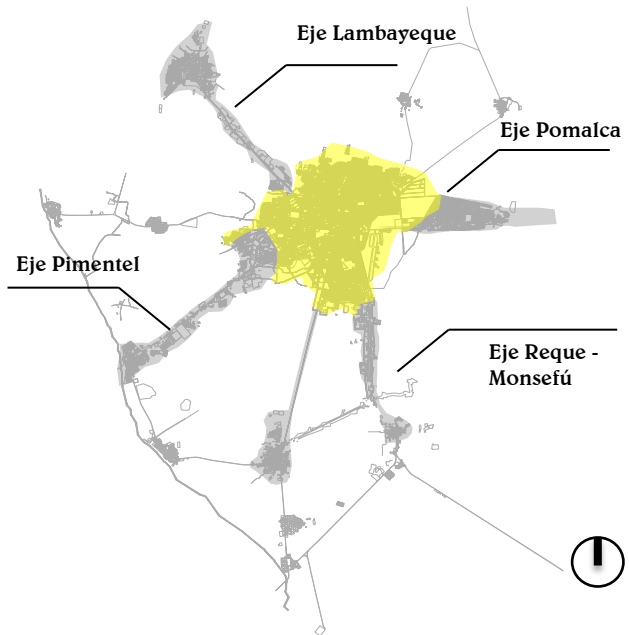 Eje Lambayeque
Eje Pomalca
Eje Pimentel
Eje Reque -
Monsefú